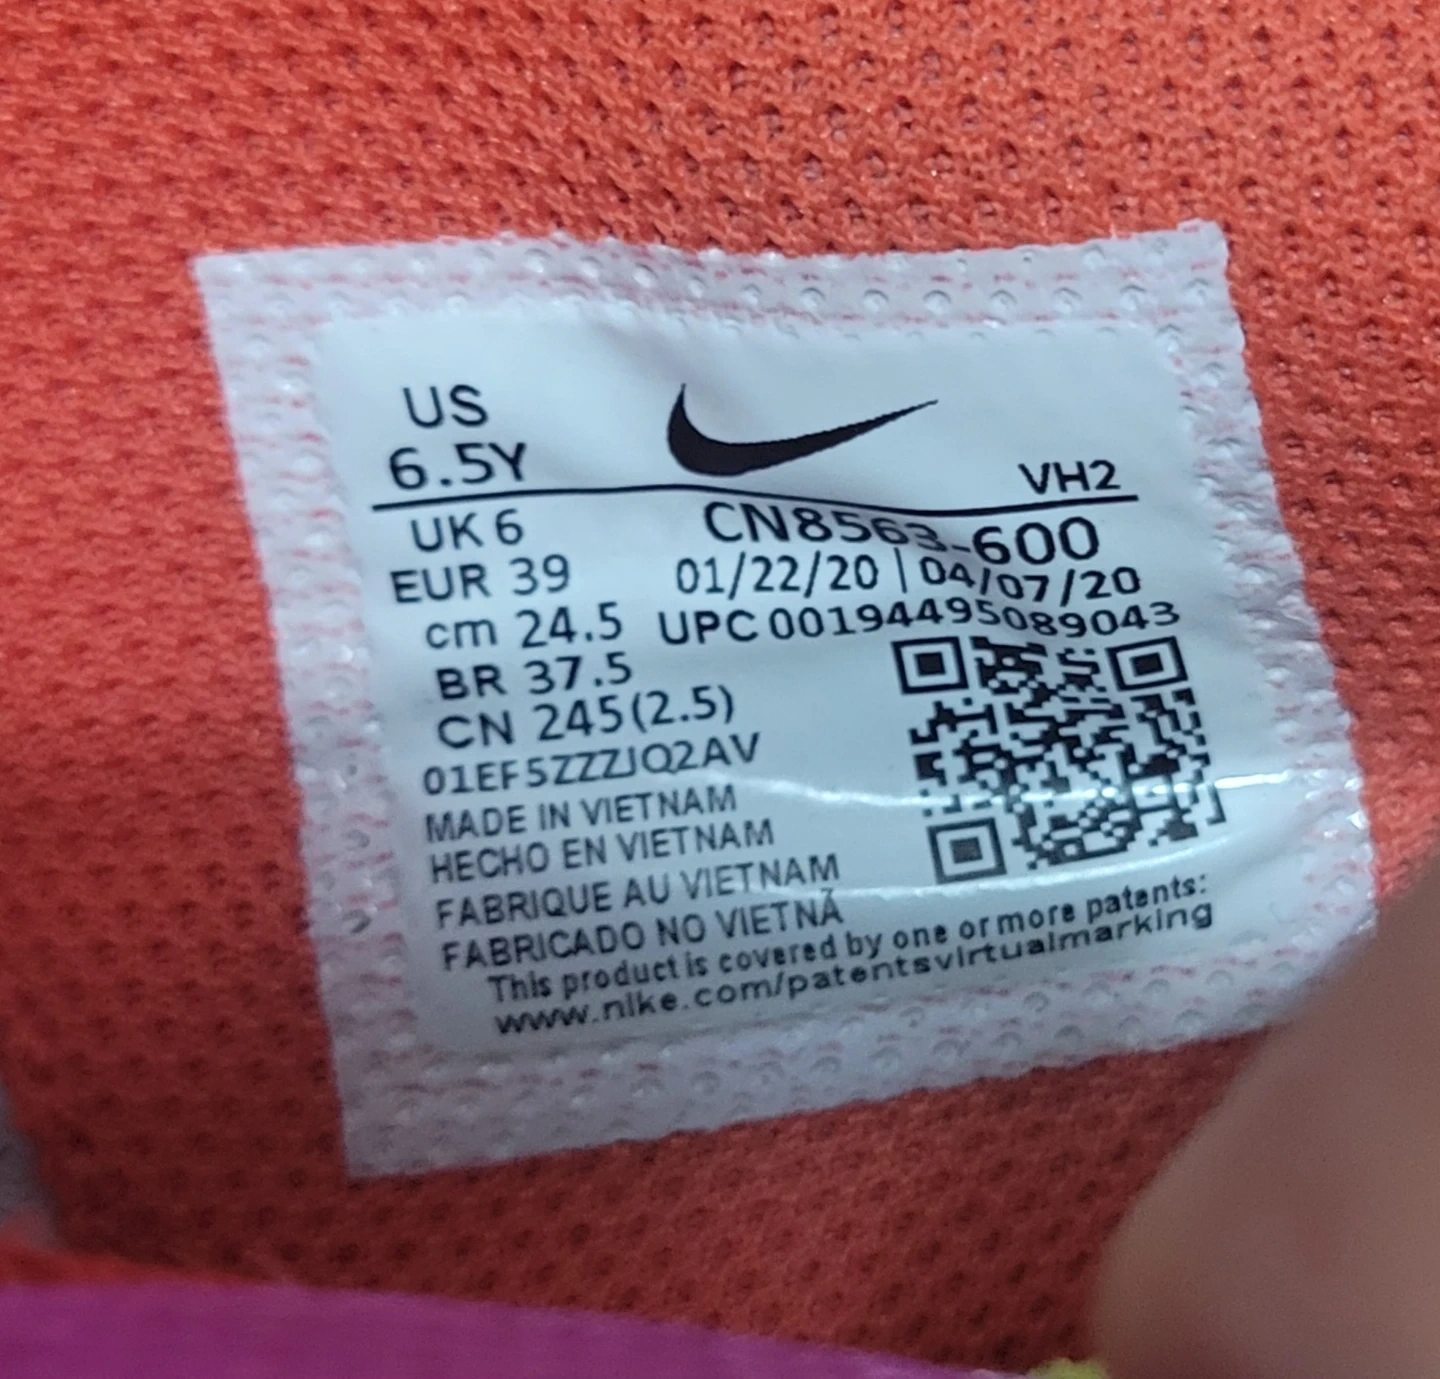 US
6.5Y
VH2
UK 6
CN8563-600
EUR 39
01/22/20 | 04/07/20
cm 24.5
UPC 00194495089043
BR 37.5
CN 245(2.5)
01EF5ZZZJQ2AV
MADE IN VIETNAM
HECHO EN VIETNAM
FABRIQUE AU VIETNAM
FABRICADO NO VIETNÃ
This product is covered by one or more patents:
www.nike.com/patentsvirtualmarking